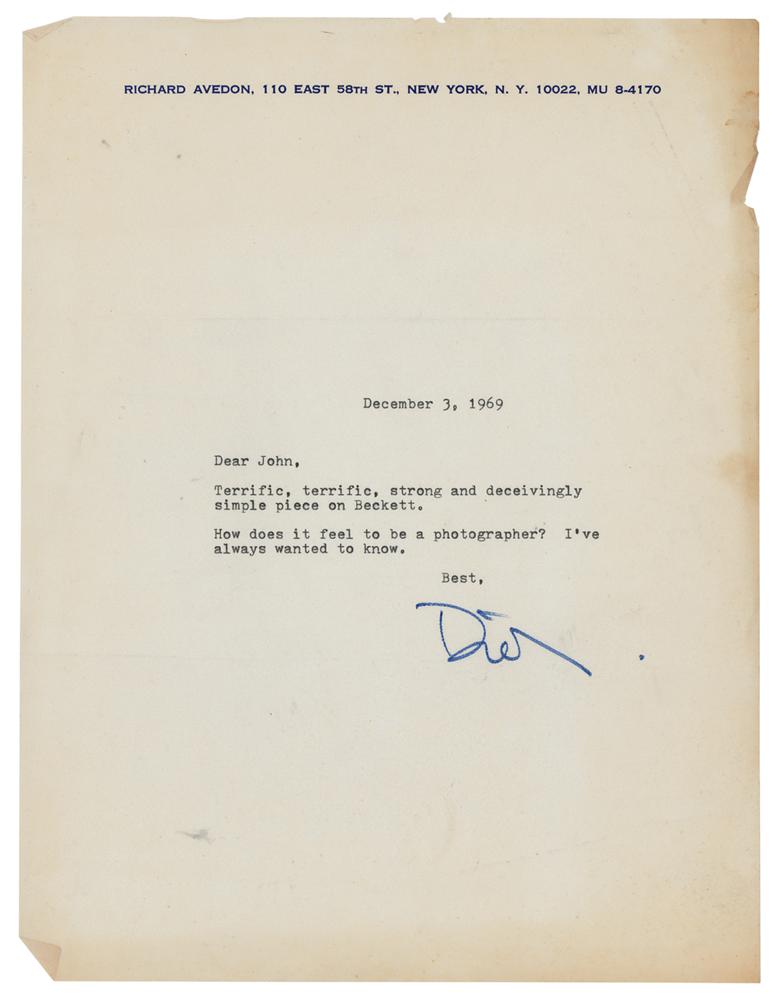 RICHARD AVEDON, 110 EAST 58TH ST., NEW YORK, N. Y. 10022, MU 8-4170
December 3, 1969
Dear John,
Terrific, terrific, strong and deceivingly
simple piece on Beckett.
How does it feel to be a photographer?  I've
always wanted to know.
Best,